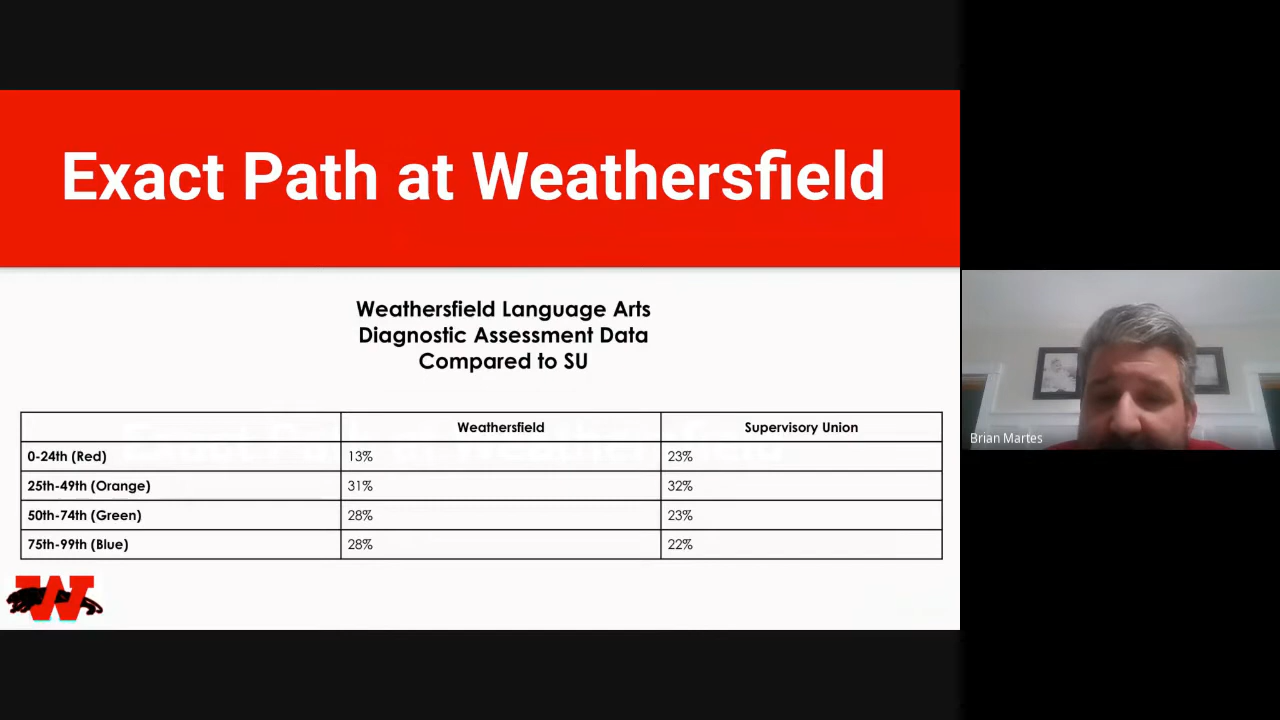 Exact Path at Weathersfield
Weathersfield Language Arts
Diagnostic Assessment Data
Compared to SU
Weathersfield Supervisory Union
0-24th (Red) 13% 23%
25th-49th (Orange) 31% 32%
50th-74th (Green) 28% 23%
75th-99th (Blue) 28% 22%
W
Brian Martes